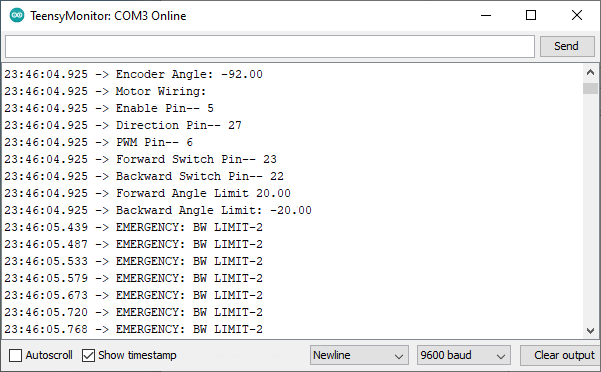 TeensyMonitor: COM3 Online
Send
23:46:04.925 -> Encoder Angle: -92.00
23:46:04.925 -> Motor Wiring:
23:46:04.925 -> Enable Pin-- 5
23:46:04.925 -> Direction Pin-- 27
23:46:04.925 -> PWM Pin-- 6
23:46:04.925 -> Forward Switch Pin-- 23
23:46:04.925 -> Backward Switch Pin-- 22
23:46:04.925 -> Forward Angle Limit 20.00
23:46:04.925 -> Backward Angle Limit: -20.00
23:46:05.439 -> EMERGENCY: BW LIMIT-2
23:46:05.487 -> EMERGENCY: BW LIMIT-2
23:46:05.533 -> EMERGENCY: BW LIMIT-2
23:46:05.579 -> EMERGENCY: BW LIMIT-2
23:46:05.673 -> EMERGENCY: BW LIMIT-2
23:46:05.720 -> EMERGENCY: BW LIMIT-2
23:46:05.768 -> EMERGENCY: BW LIMIT-2
Autoscroll Show timestamp Newline 9600 baud Clear output